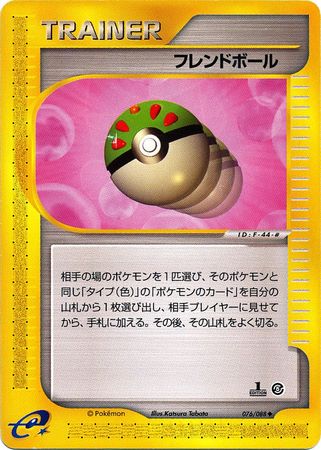 TRAINER
フレンドボール
ID:F-44-#
相手の場のポケモンを1匹選び、そのポケモンと
同じ「タイプ(色)」の「ポケモンのカード」を自分の
山札から1枚選び出し、相手プレイヤーに見せて
から、手札に加える。その後、その山札をよく切る。
1 EDITION
©Pokémon Illus.Katsura Tabata 076/088◆
e